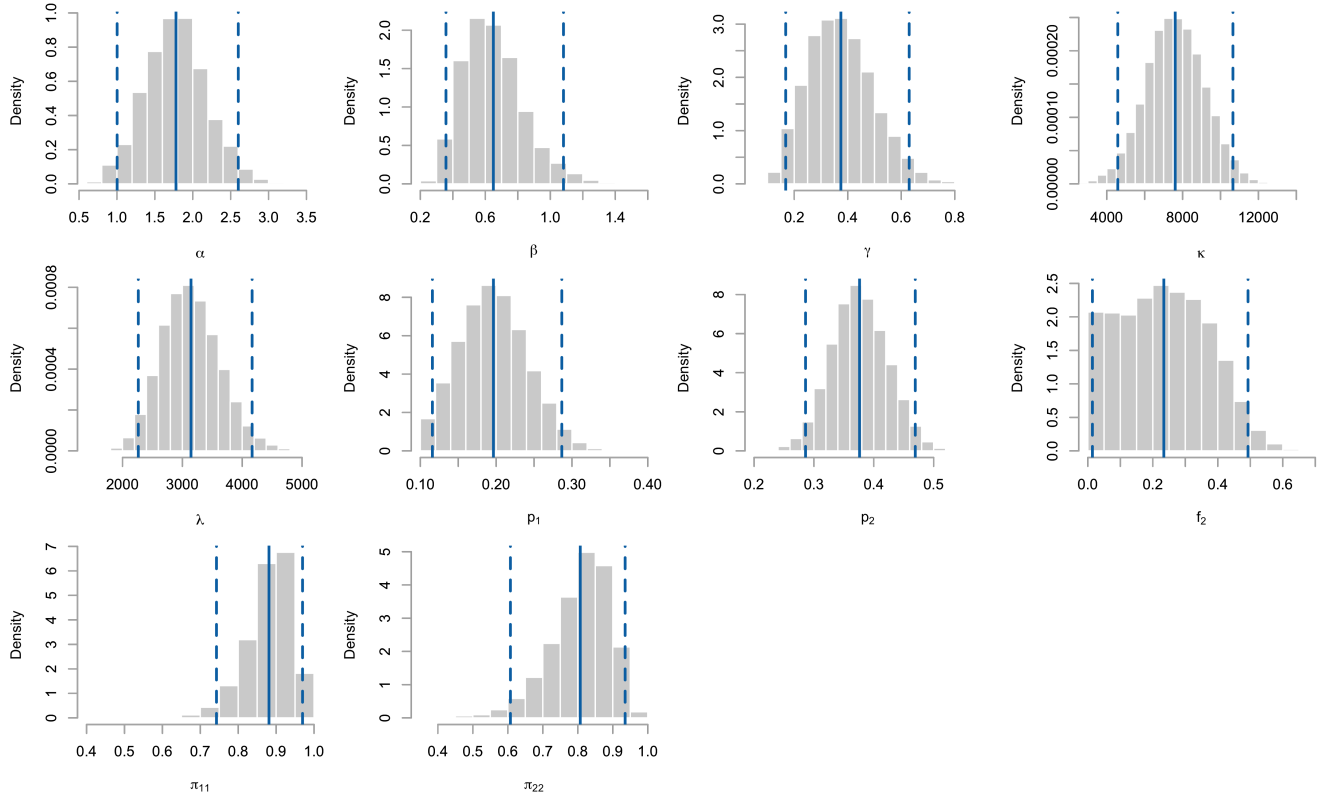 Density
0.0 0.2 0.4 0.6 0.8 1.0
0.5 1.0 1.5 2.0 2.5 3.0 3.5
α
Density
0.0 0.5 1.0 1.5 2.0
0.2 0.6 1.0 1.4
β
Density
0.0 1.0 2.0 3.0
0.2 0.4 0.6 0.8
γ
Density
0.00000 0.00010 0.00020
4000 8000 12000
κ
Density
0.0000 0.0004 0.0008
2000 3000 4000 5000
λ
Density
0 2 4 6 8
0.10 0.20 0.30 0.40
p₁
Density
0 2 4 6 8
0.2 0.3 0.4 0.5
p₂
Density
0.0 0.5 1.0 1.5 2.0 2.5
0.0 0.2 0.4 0.6
f₂
Density
0 1 2 3 4 5 6 7
0.4 0.5 0.6 0.7 0.8 0.9 1.0
π₁₁
Density
0 1 2 3 4 5
0.4 0.5 0.6 0.7 0.8 0.9 1.0
π₂₂